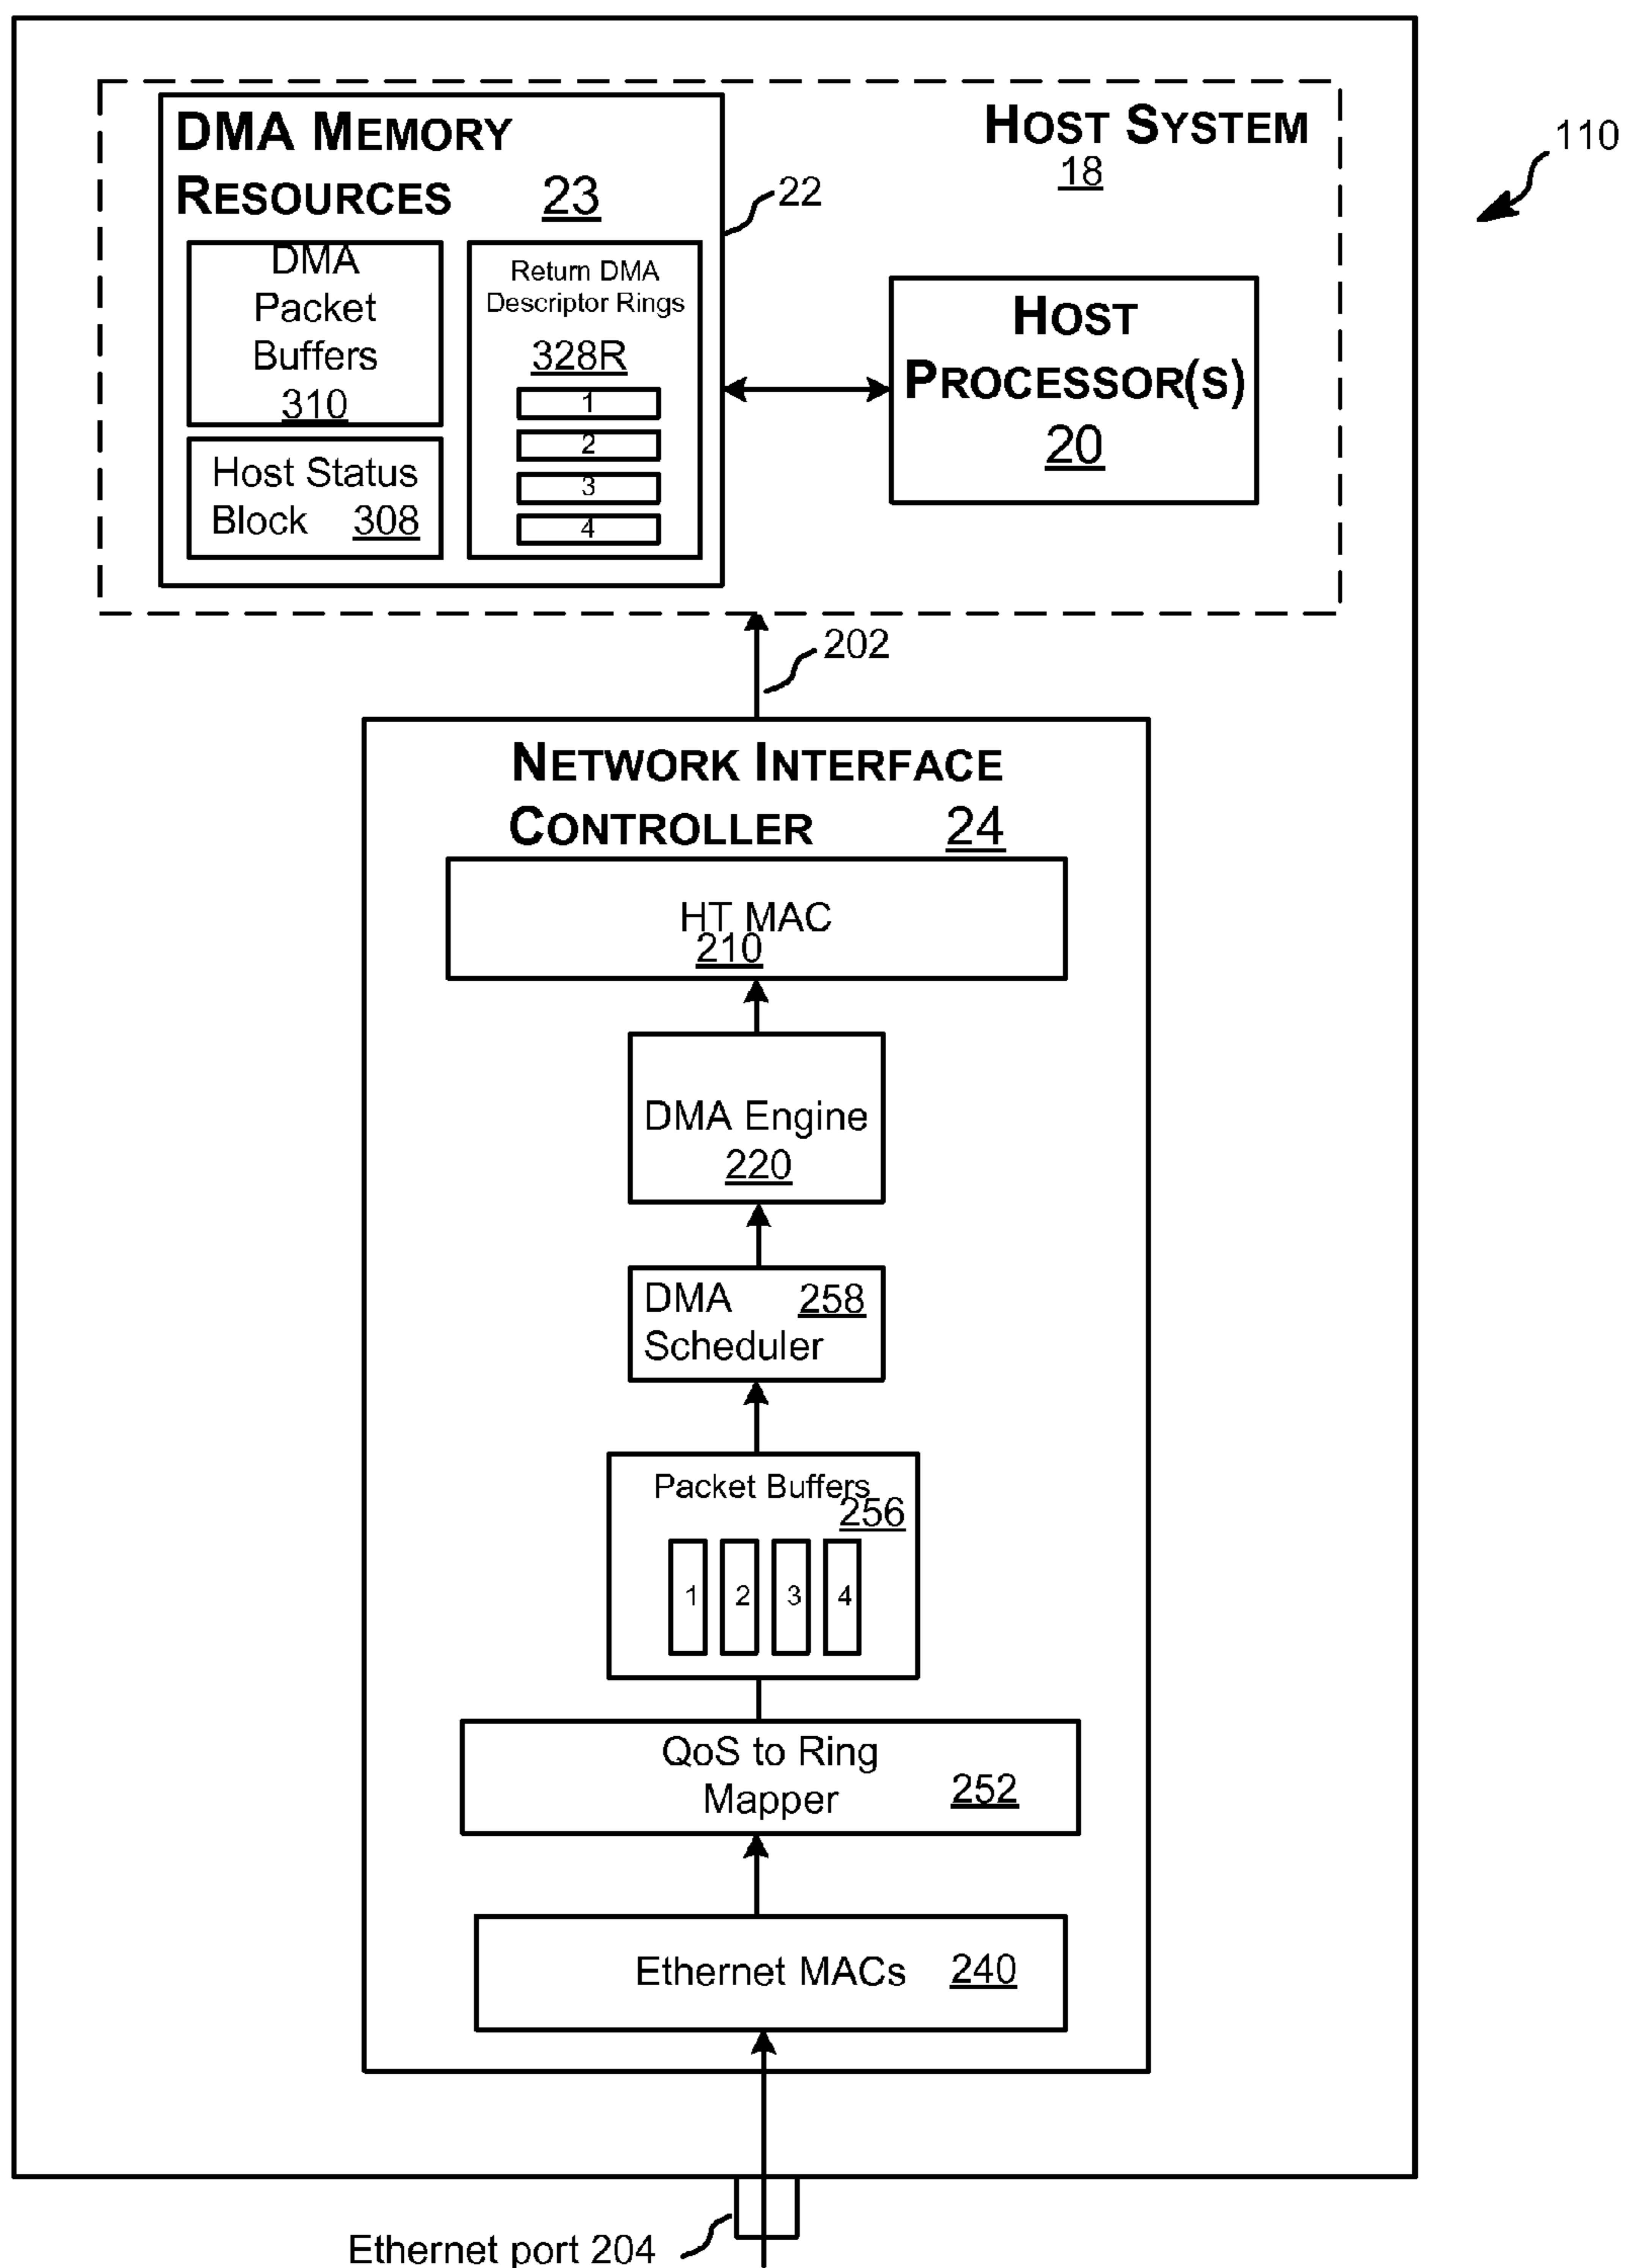 110
HOST SYSTEM
18
DMA MEMORY
RESOURCES 23
22
DMA
Packet
Buffers
310
Host Status
Block 308
Return DMA
Descriptor Rings
328R
1
2
3
4
HOST
PROCESSOR(S)
20
202
NETWORK INTERFACE
CONTROLLER 24
HT MAC
210
DMA Engine
220
DMA 258
Scheduler
Packet Buffers
256
1 2 3 4
QoS to Ring
Mapper 252
Ethernet MACs 240
Ethernet port 204